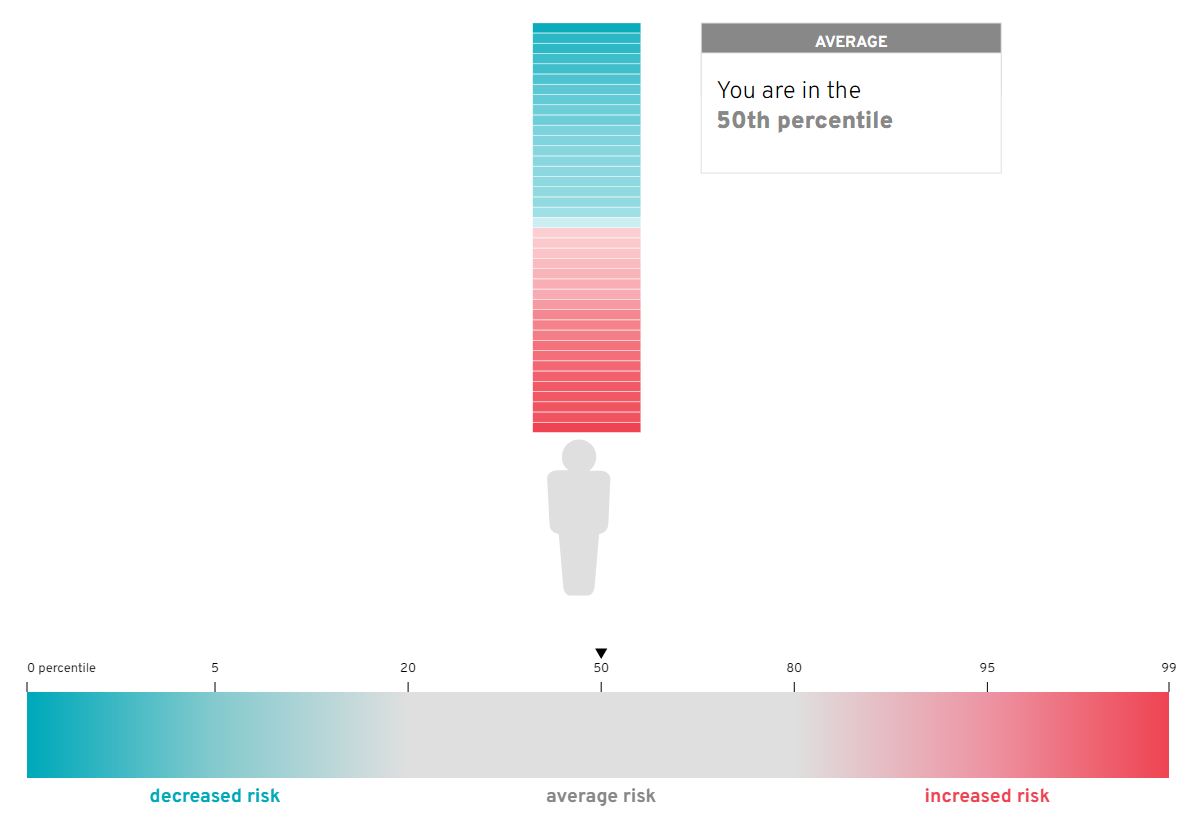 AVERAGE
You are in the
50th percentile
0 percentile 5 20 50 80 95 99
decreased risk average risk increased risk